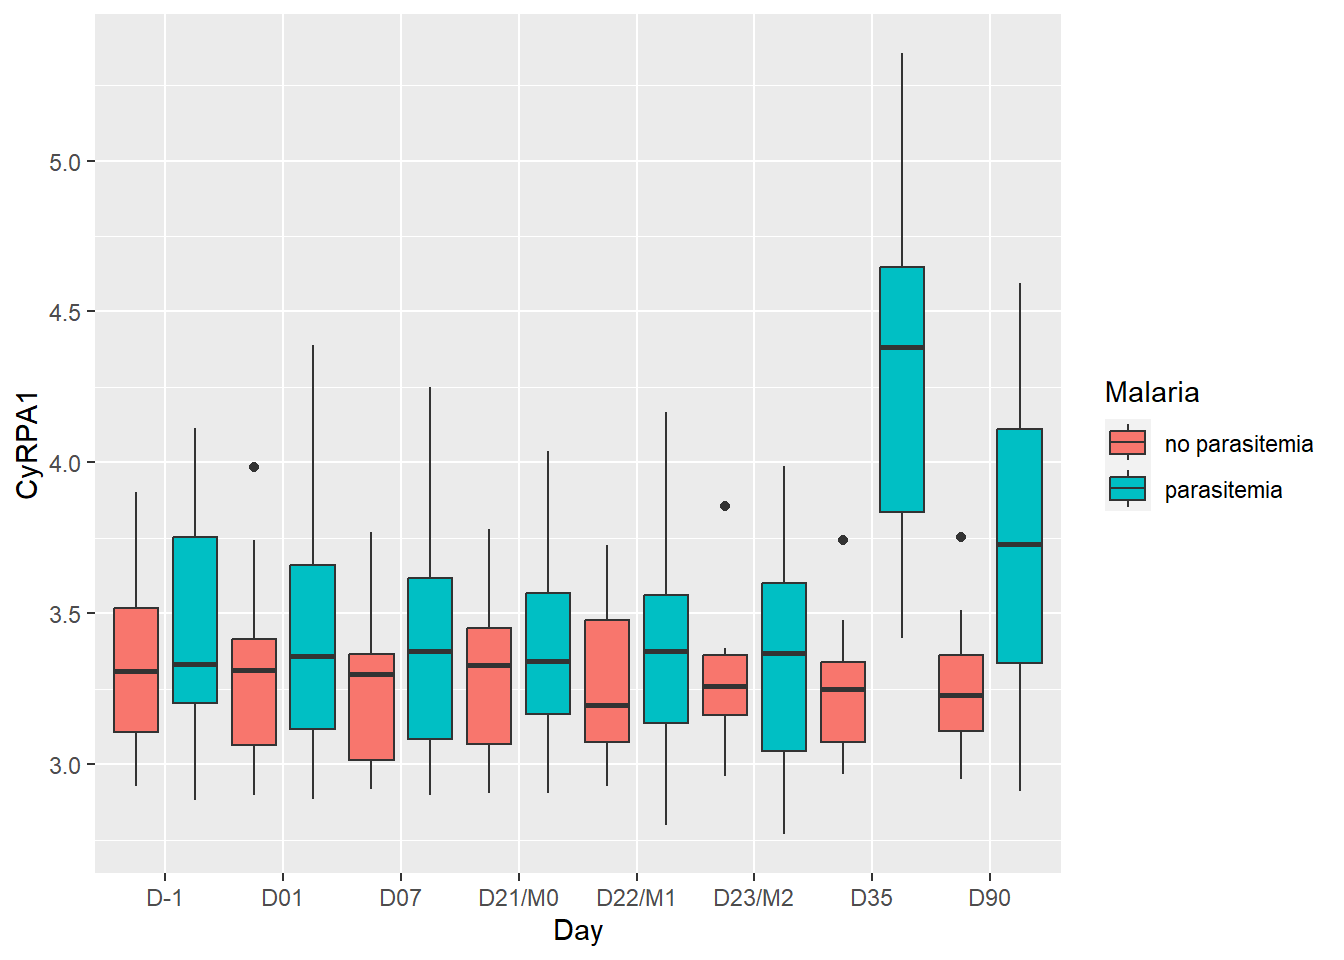 CyRPA1
5.0
4.5
4.0
3.5
3.0
D-1 D01 D07 D21/M0 D22/M1 D23/M2 D35 D90
Day
Malaria
no parasitemia
parasitemia